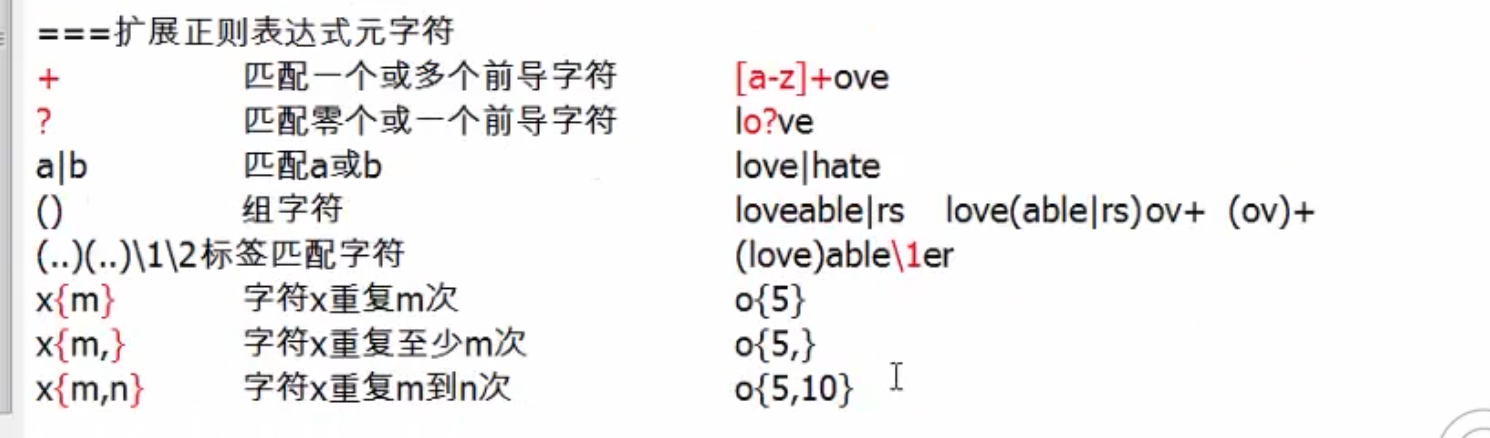 ===扩展正则表达式元字符
+ 匹配一个或多个前导字符 [a-z]+ove
? 匹配零个或一个前导字符 lo?ve
a|b 匹配a或b love|hate
() 组字符 loveable|rs love(able|rs)ov+ (ov)+
(..)(..)\1\2标签匹配字符 (love)able\1er
x{m} 字符x重复m次 o{5}
x{m,} 字符x重复至少m次 o{5,}
x{m,n} 字符x重复m到n次 o{5,10}